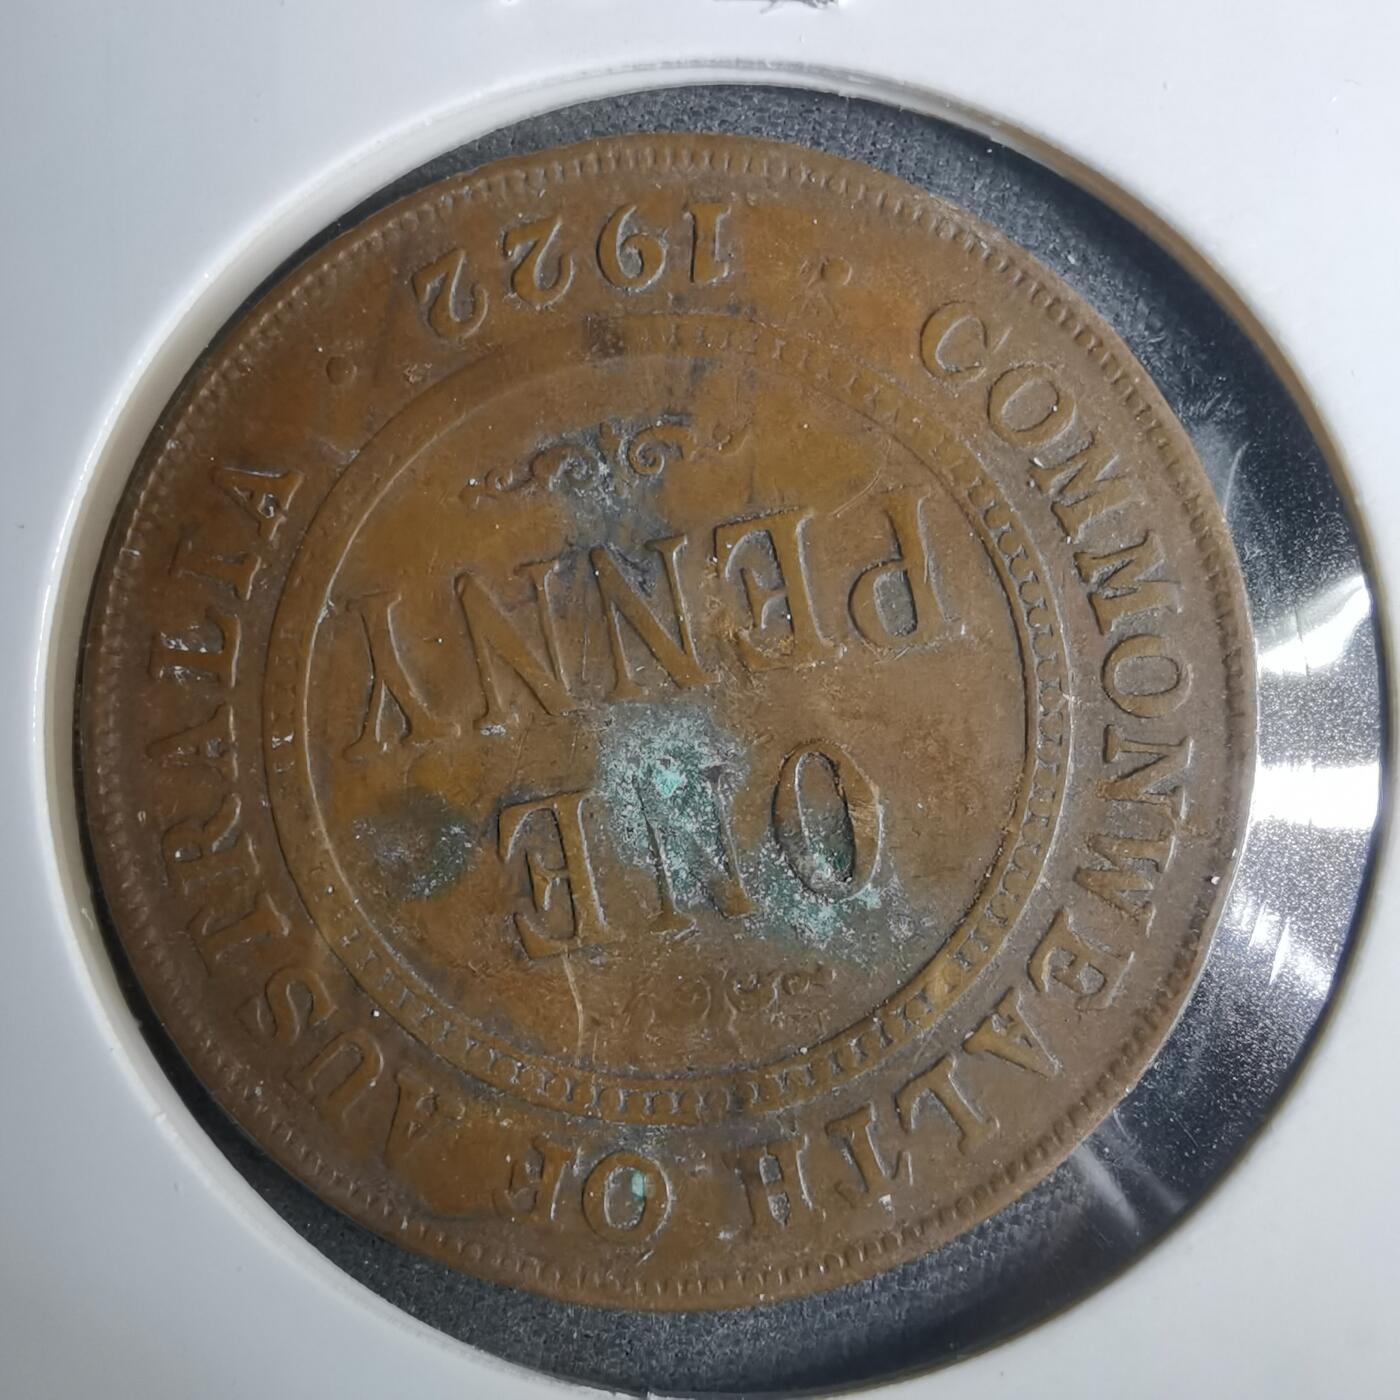 COMMONWEALTH OF AUSTRALIA
ONE
PENNY
1922